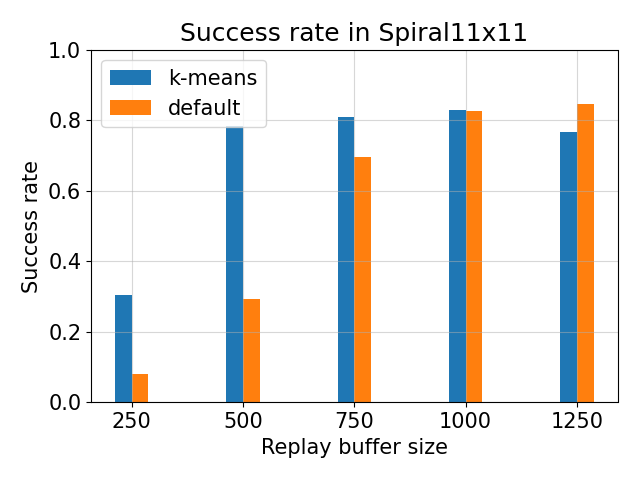 Success rate in Spiral11x11
k-means
default
Success rate
1.0
0.8
0.6
0.4
0.2
0.0
250 500 750 1000 1250
Replay buffer size